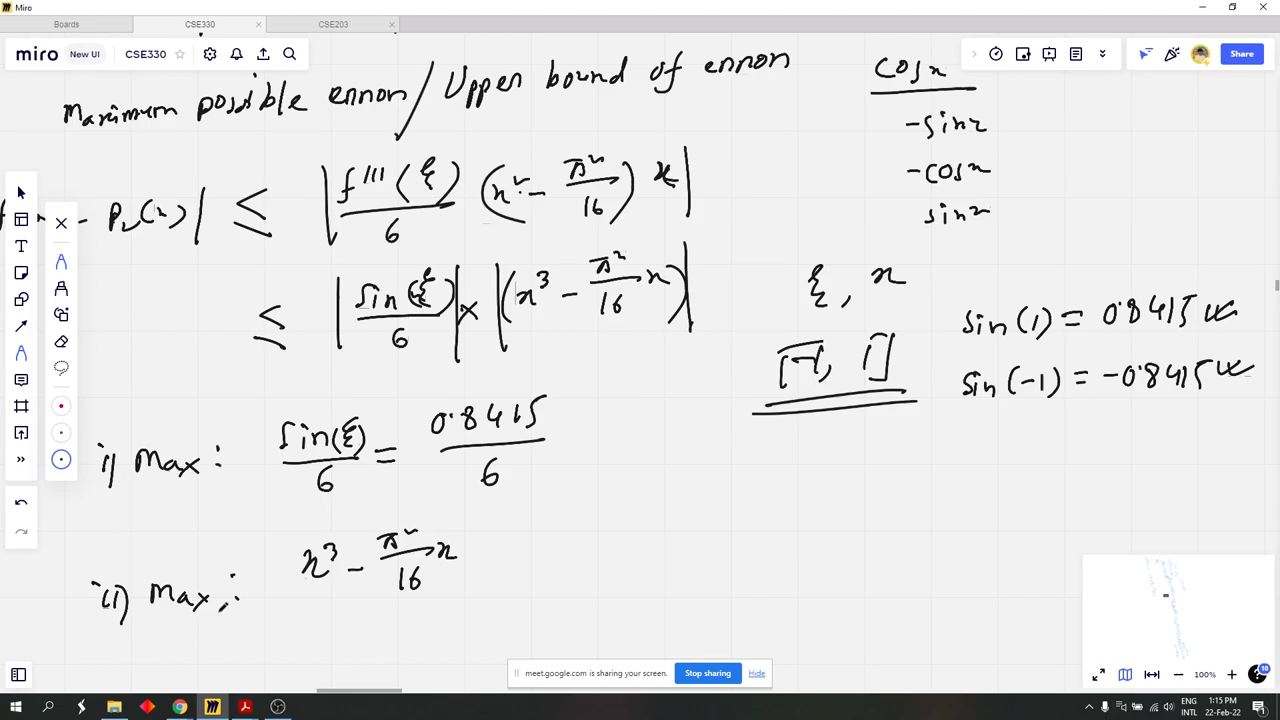 Miro
Boards
CSE330
CSE203
miro New UI CSE330
Share
Maximum possible error / Upper bound of error
cos x
-sin x
-cos x
sin x
- P₂(x)| ≤ |f'''(ξ)/6 (x² - π²/16) x|
≤ |sin(ξ)/6| × |(x³ - π²/16 x)|
ξ, x
[-1, 1]
sin(1) = 0.8415
sin(-1) = -0.8415
i) Max: sin(ξ)/6 = 0.8415/6
ii) Max: x³ - π²/16 x
meet.google.com is sharing your screen.
Stop sharing
Hide
100%
10
ENG
INTL
1:15 PM
22-Feb-22
1